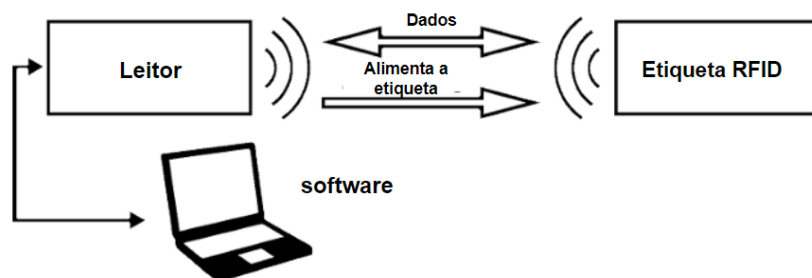 Dados
Leitor
Alimenta a
etiqueta
Etiqueta RFID
software